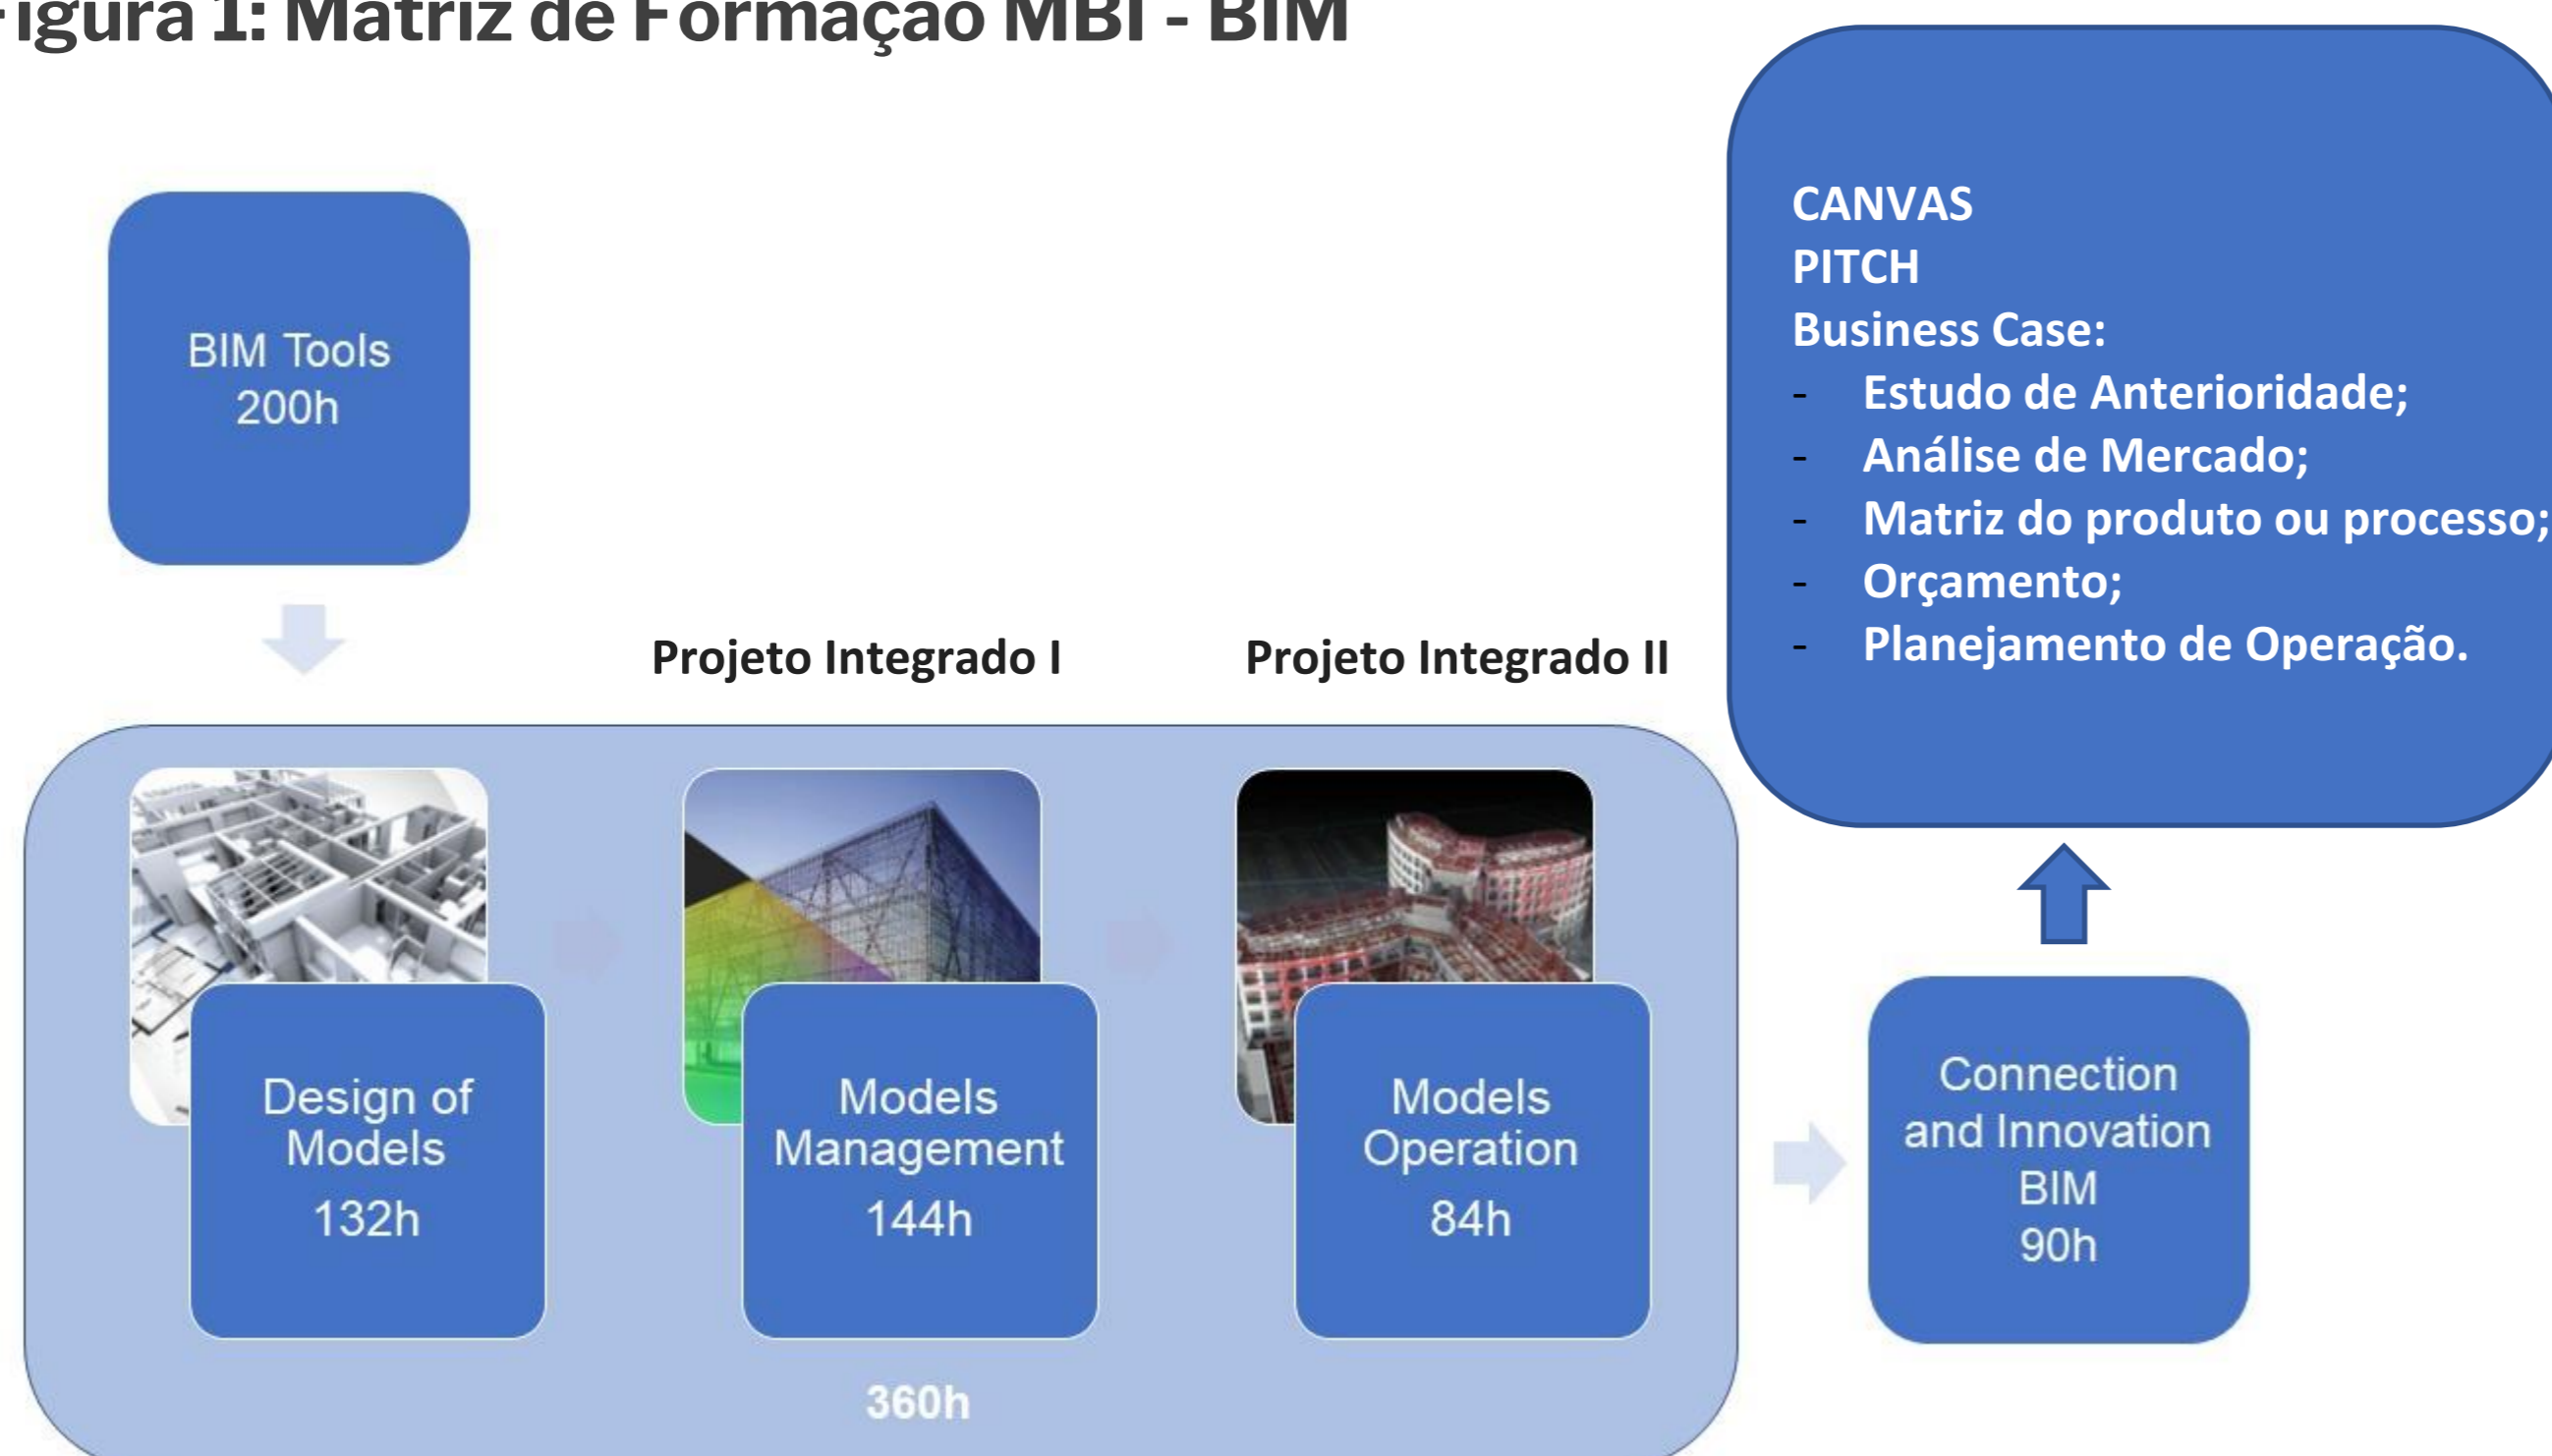 Figura 1: Matriz de Formação MBI - BIM
BIM Tools
200h
Projeto Integrado I
Projeto Integrado II
Design of
Models
132h
Models
Management
144h
Models
Operation
84h
360h
Connection
and Innovation
BIM
90h
CANVAS
PITCH
Business Case:
- Estudo de Anterioridade;
- Análise de Mercado;
- Matriz do produto ou processo;
- Orçamento;
- Planejamento de Operação.